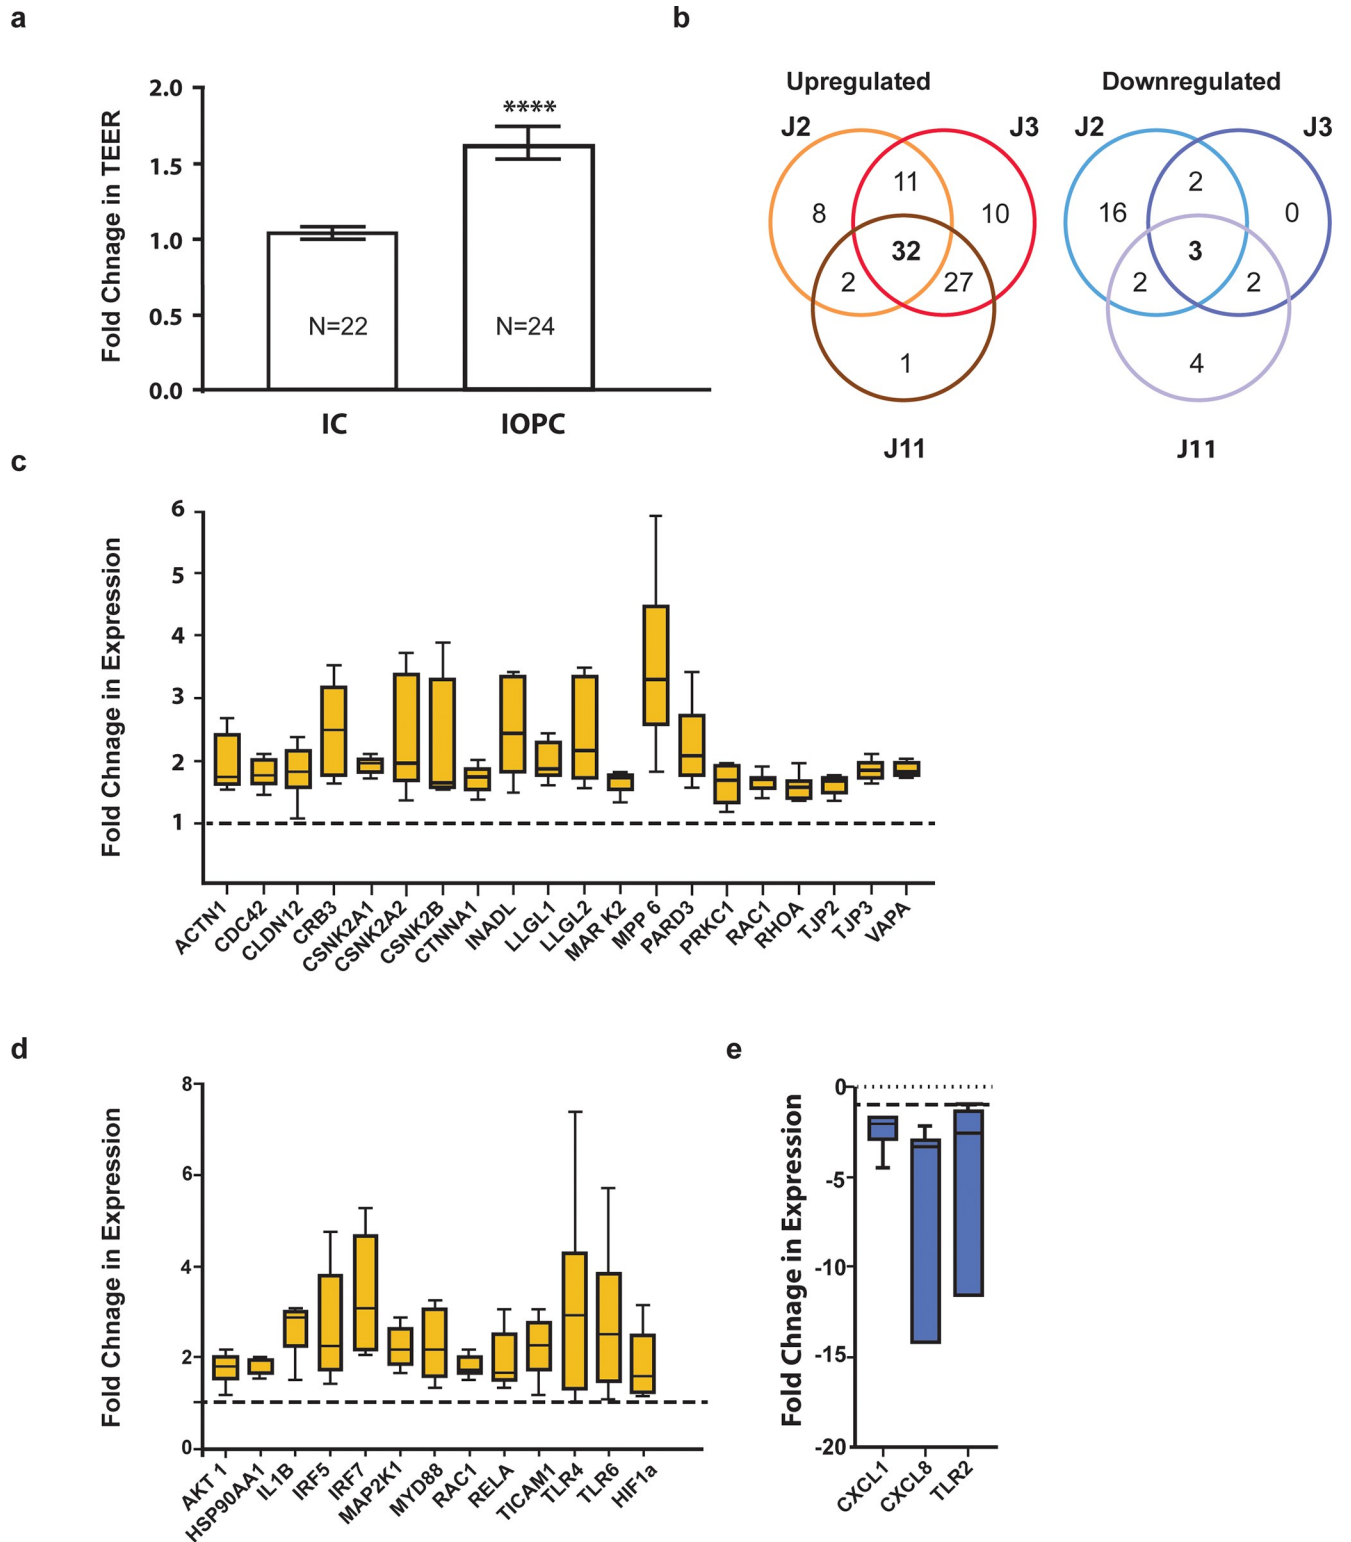 a
Fold Chnage in TEER
2.0
1.5
1.0
0.5
0.0
****
N=22
N=24
IC
IOPC
b
Upregulated
J2
J3
11
8
10
32
2
27
1
J11
Downregulated
J2
J3
2
16
0
3
2
2
4
J11
c
Fold Chnage in Expression
6
5
4
3
2
1
ACTN1
CDC42
CLDN12
CRB3
CSNK2A1
CSNK2A2
CSNK2B
CTNNA1
INADL
LLGL1
LLGL2
MAR K2
MPP 6
PARD3
PRKC1
RAC1
RHOA
TJP2
TJP3
VAPA
d
Fold Chnage in Expression
8
6
4
2
0
AKT 1
HSP90AA1
IL1B
IRF5
IRF7
MAP2K1
MYD88
RAC1
RELA
TICAM1
TLR4
TLR6
HIF1a
e
Fold Chnage in Expression
0
-5
-10
-15
-20
CXCL1
CXCL8
TLR2